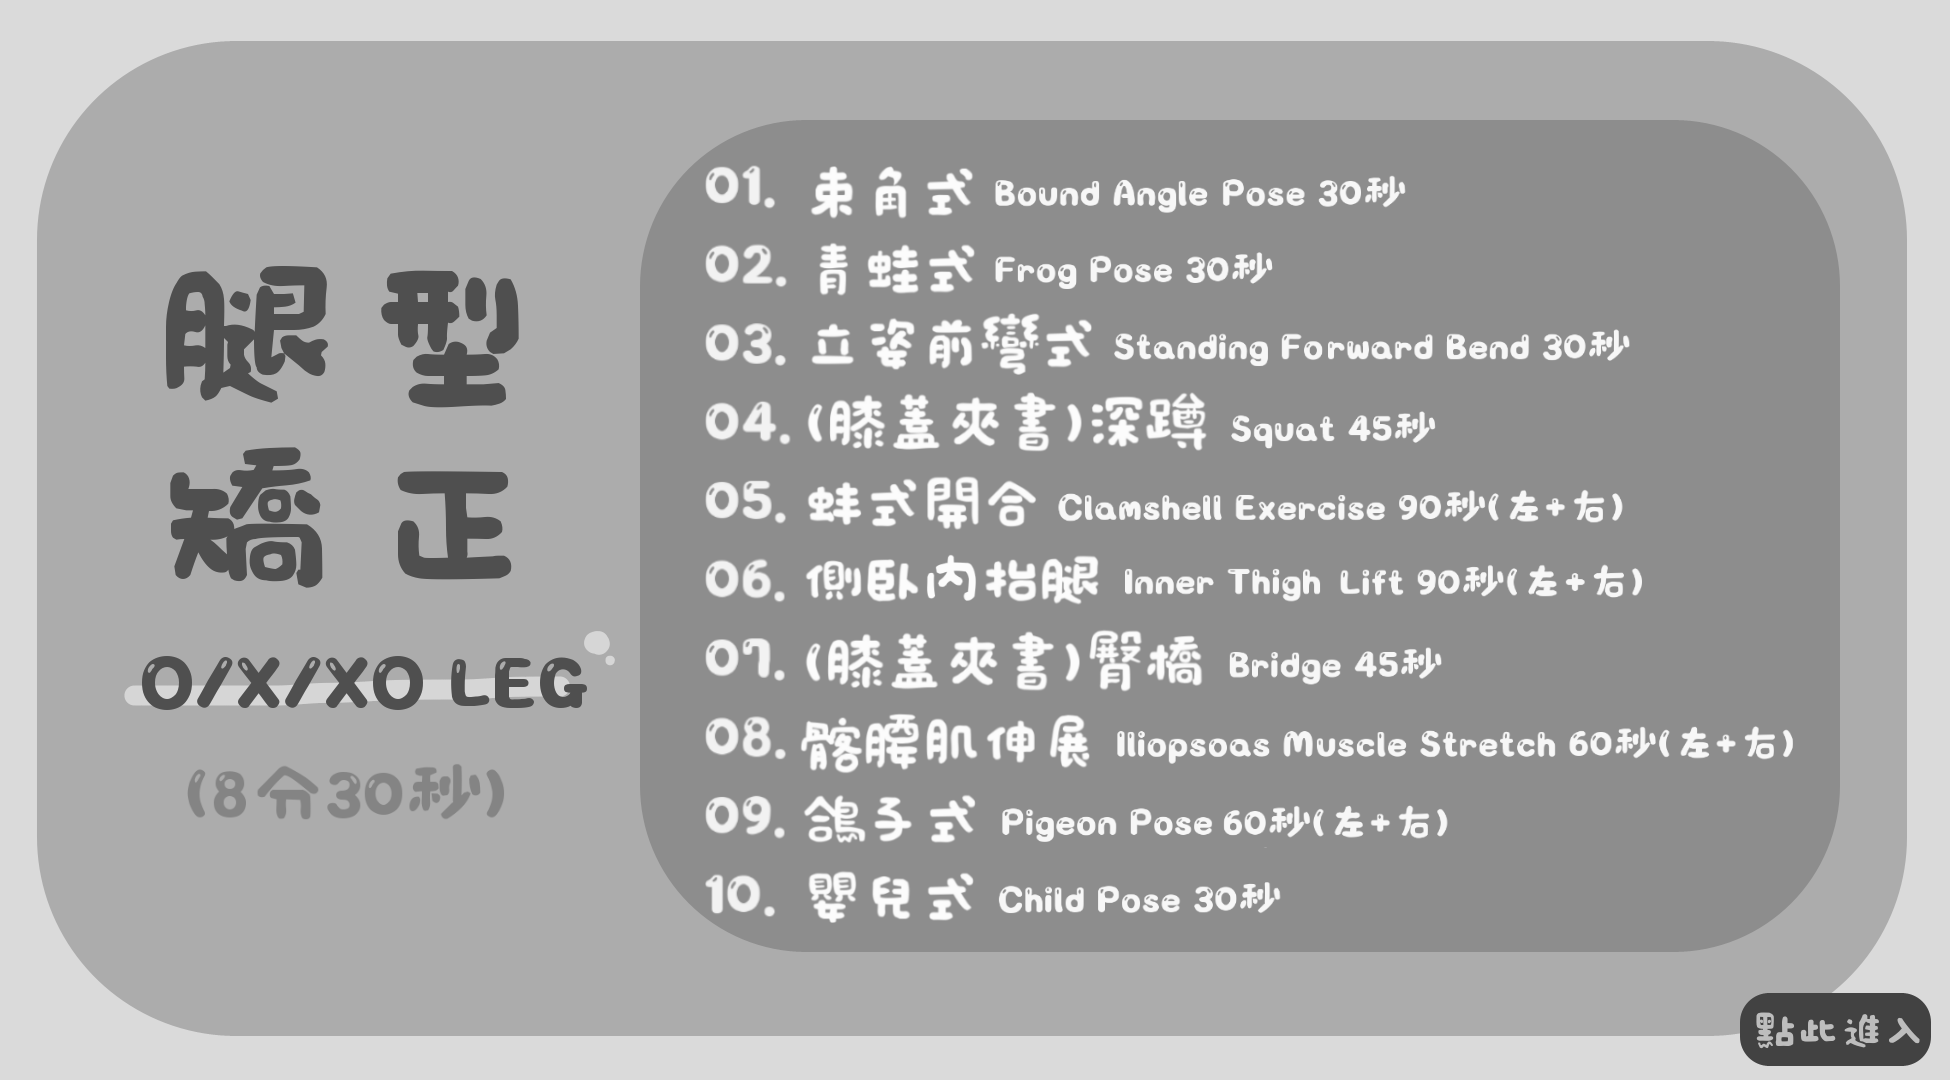 腿型
矯正
O/X/XO LEG
(8分30秒)
01. 束角式 Bound Angle Pose 30秒
02. 青蛙式 Frog Pose 30秒
03. 立姿前彎式 Standing Forward Bend 30秒
04. (膝蓋夾書)深蹲 Squat 45秒
05. 蚌式開合 Clamshell Exercise 90秒(左+右)
06. 側臥內抬腿 Inner Thigh Lift 90秒(左+右)
07. (膝蓋夾書)臀橋 Bridge 45秒
08. 髂腰肌伸展 Iliopsoas Muscle Stretch 60秒(左+右)
09. 鴿子式 Pigeon Pose 60秒(左+右)
10. 嬰兒式 Child Pose 30秒
點此進入